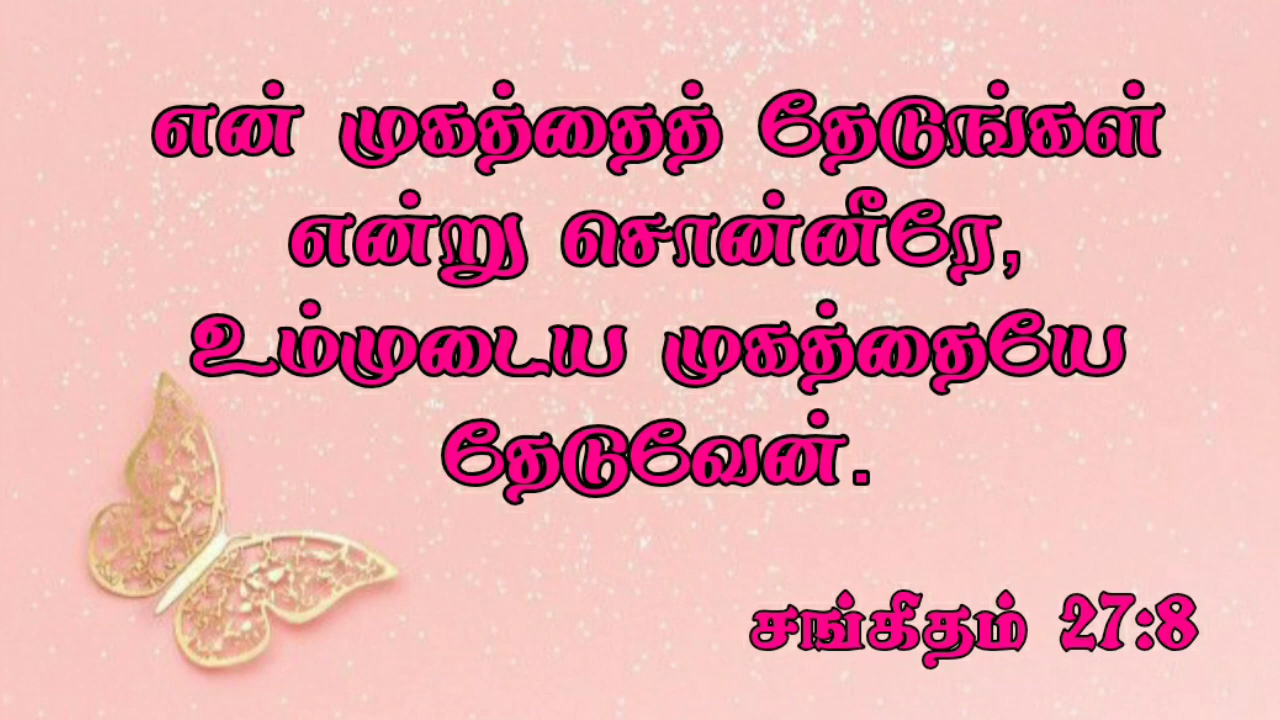 என் முகத்தைத் தேடுங்கள்
என்று சொன்னீரே,
உம்முடைய முகத்தையே
தேடுவேன்.
சங்கிதம் 27:8